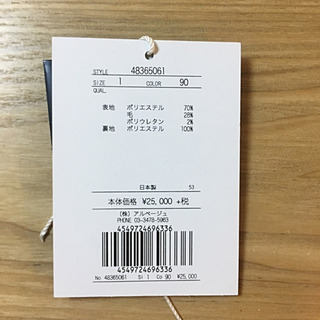 STYLE 48365061
SIZE 1 COLOR 90
QUAL.
表地 ポリエステル 70%
毛 28%
ポリウレタン 2%
裏地 ポリエステル 100%
日本製 53
本体価格 ¥25,000 +税
(株) アルページュ
PHONE 03-3478-5963
4549724696336
4549724696336
No 48365061 Si 1 Co 90 ¥25,000